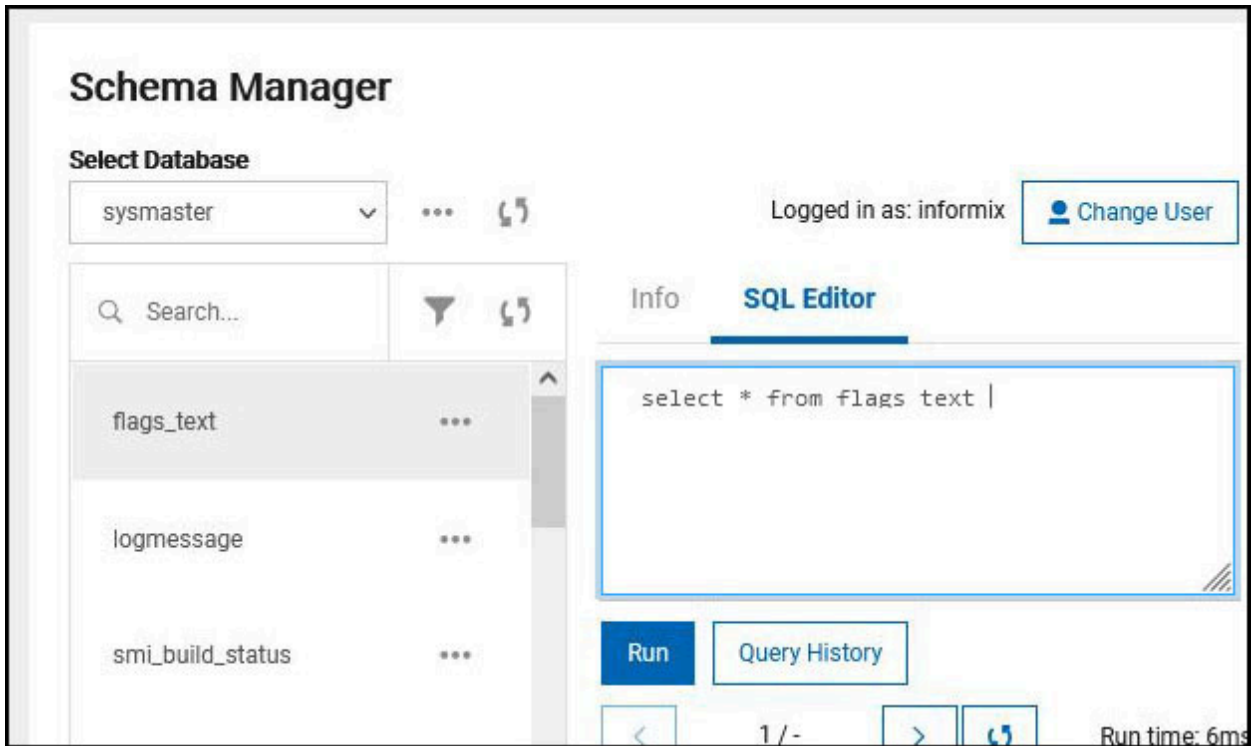 Schema Manager
Select Database
sysmaster
Logged in as: informix
Change User
Search...
Info
SQL Editor
flags_text
select * from flags text
logmessage
smi_build_status
Run
Query History
1 / -
Run time: 6ms